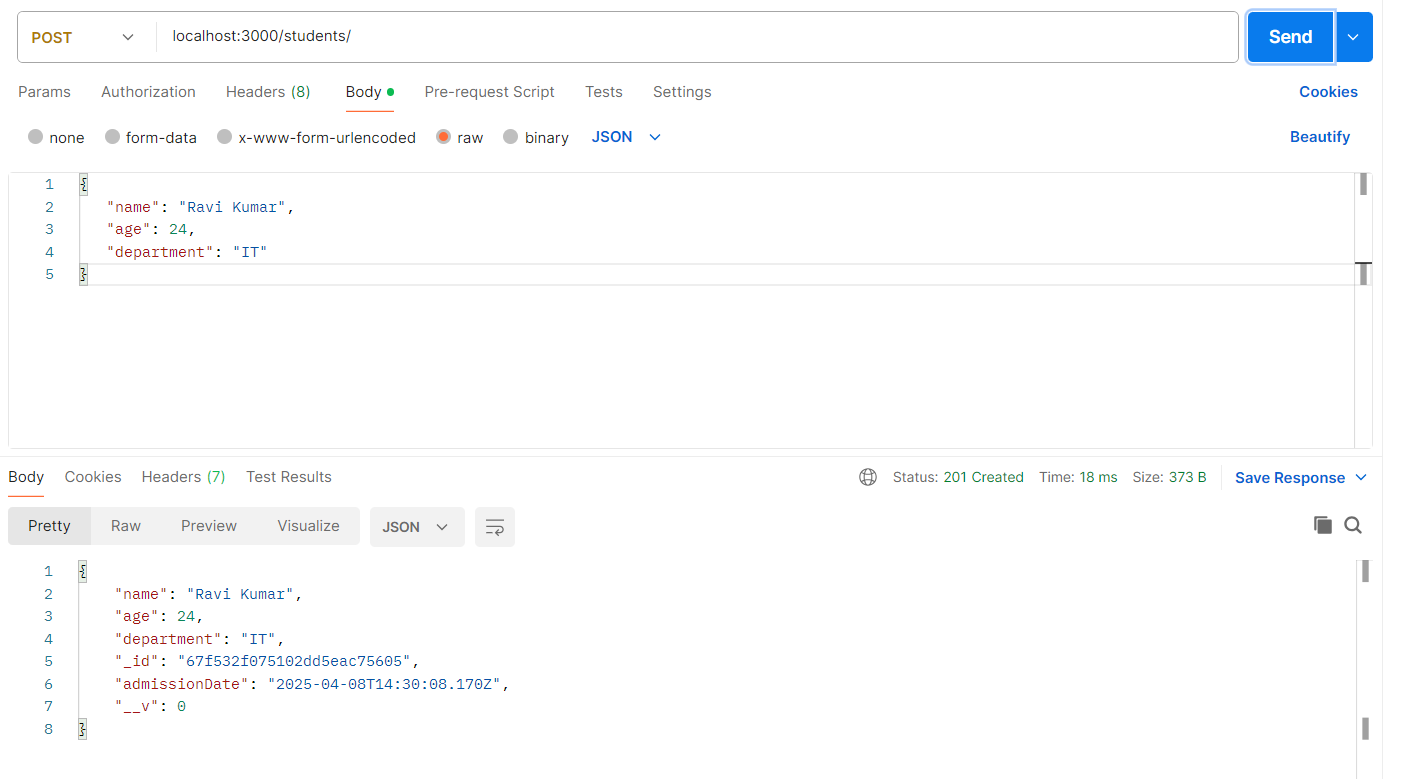 POST localhost:3000/students/ Send
Params Authorization Headers (8) Body Pre-request Script Tests Settings Cookies
none form-data x-www-form-urlencoded raw binary JSON Beautify
1 {
2 "name": "Ravi Kumar",
3 "age": 24,
4 "department": "IT"
5 }
Body Cookies Headers (7) Test Results Status: 201 Created Time: 18 ms Size: 373 B Save Response
Pretty Raw Preview Visualize JSON
1 {
2 "name": "Ravi Kumar",
3 "age": 24,
4 "department": "IT",
5 "_id": "67f532f075102dd5eac75605",
6 "admissionDate": "2025-04-08T14:30:08.170Z",
7 "__v": 0
8 }